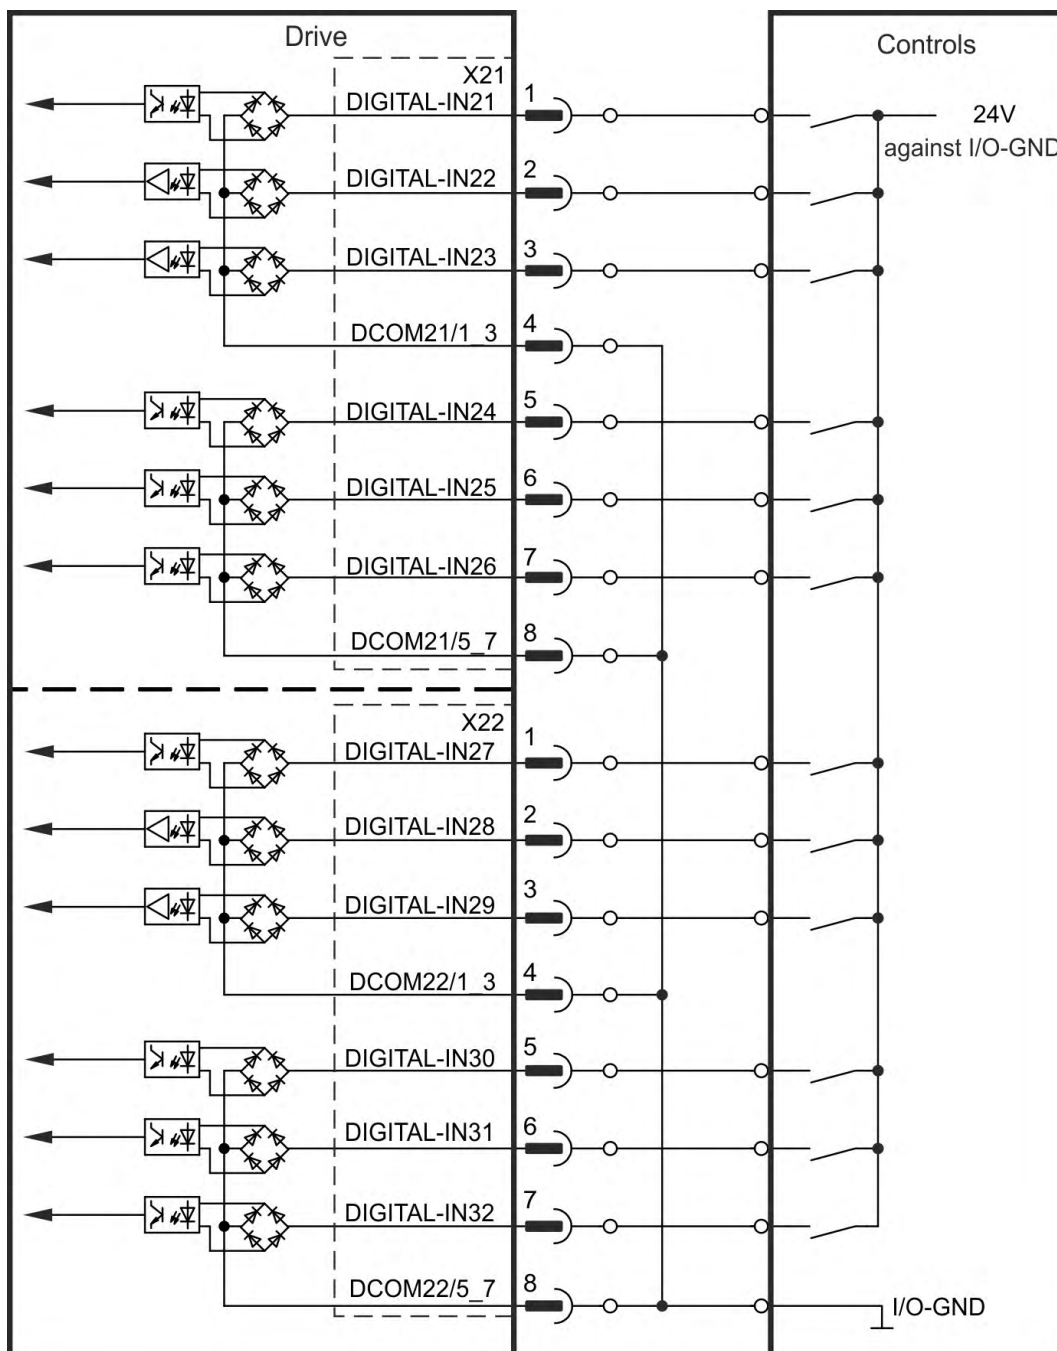 Drive
Controls
X21
DIGITAL-IN21
1
24V
against I/O-GND
DIGITAL-IN22
2
DIGITAL-IN23
3
DCOM21/1_3
4
DIGITAL-IN24
5
DIGITAL-IN25
6
DIGITAL-IN26
7
DCOM21/5_7
8
X22
DIGITAL-IN27
1
DIGITAL-IN28
2
DIGITAL-IN29
3
DCOM22/1_3
4
DIGITAL-IN30
5
DIGITAL-IN31
6
DIGITAL-IN32
7
DCOM22/5_7
8
I/O-GND